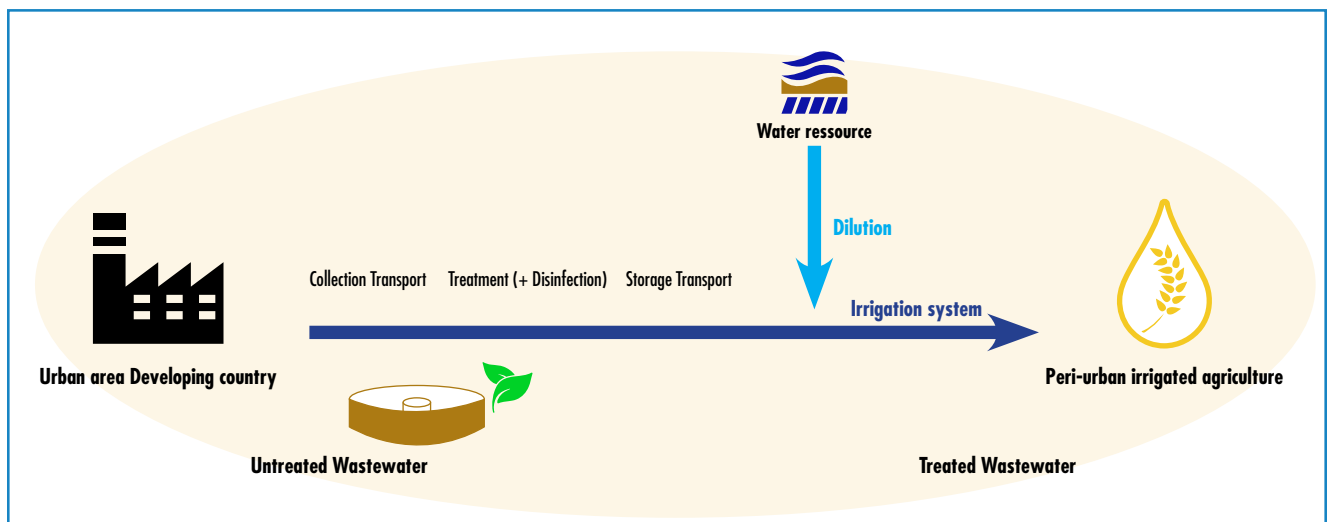 Water ressource
Dilution
Collection Transport
Treatment (+ Disinfection)
Storage Transport
Irrigation system
Urban area Developing country
Peri-urban irrigated agriculture
Untreated Wastewater
Treated Wastewater